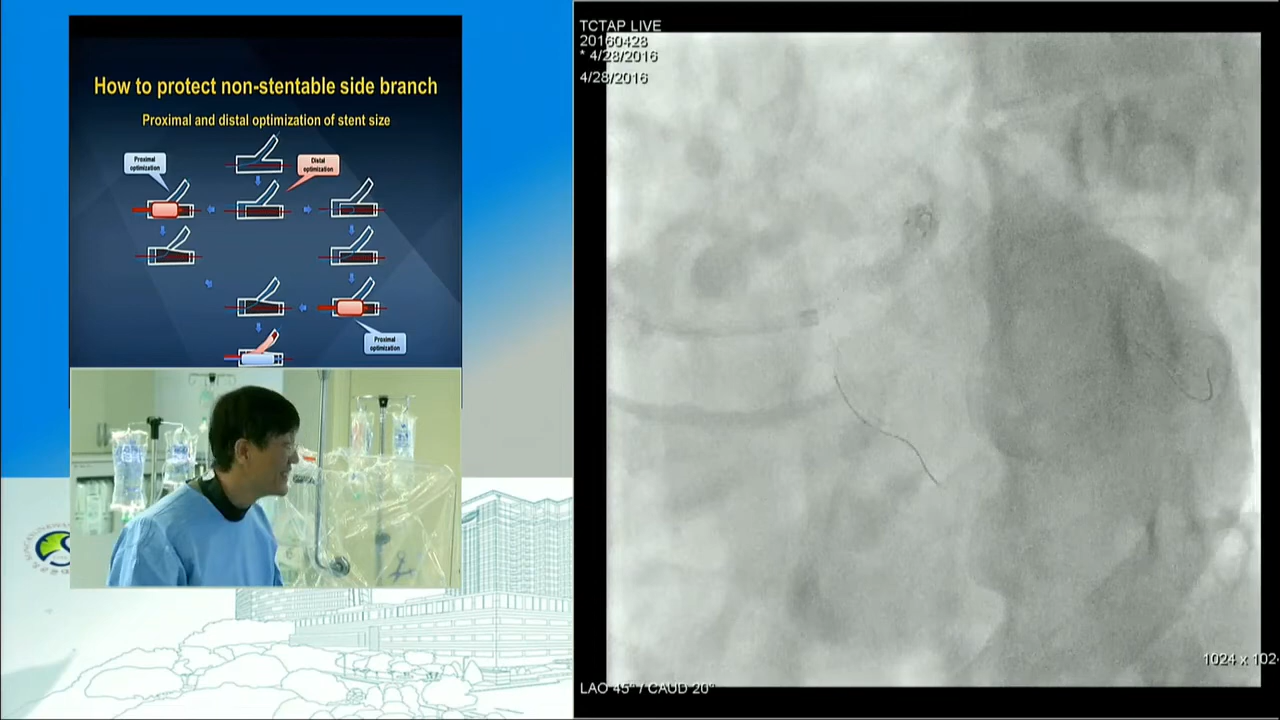 How to protect non-stentable side branch
Proximal and distal optimization of stent size
Proximal
optimization
Distal
optimization
Proximal
optimization
TCTAP LIVE
20160428
* 4/28/2016
4/28/2016
1024 x 102
LAO 45° / CAUD 20°